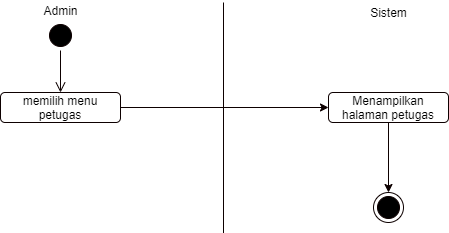 Admin
Sistem
memilih menu
petugas
Menampilkan
halaman petugas